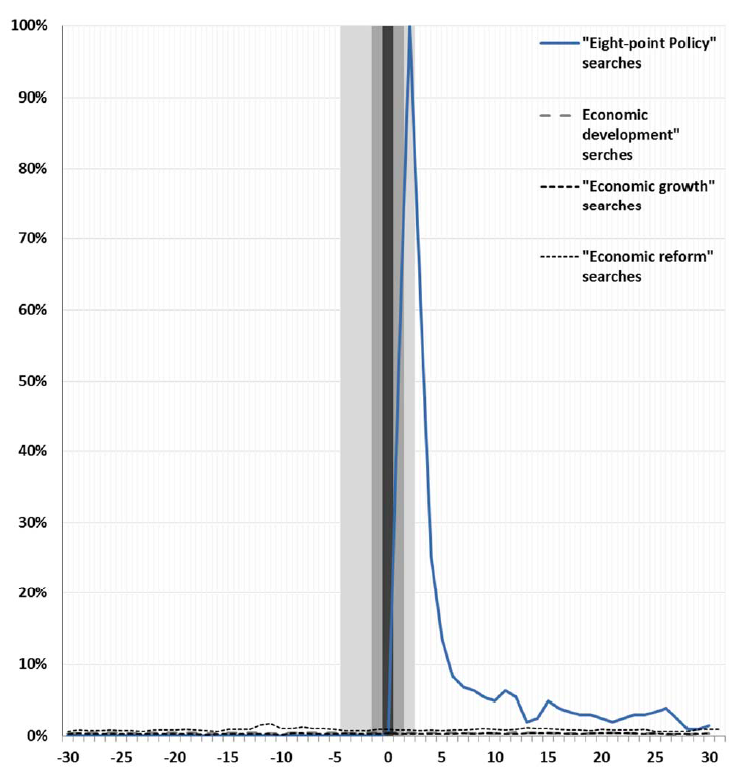 100%
90%
80%
70%
60%
50%
40%
30%
20%
10%
0%
"Eight-point Policy"
searches
Economic
development"
serches
"Economic growth"
searches
"Economic reform"
searches
-30 -25 -20 -15 -10 -5 0 5 10 15 20 25 30